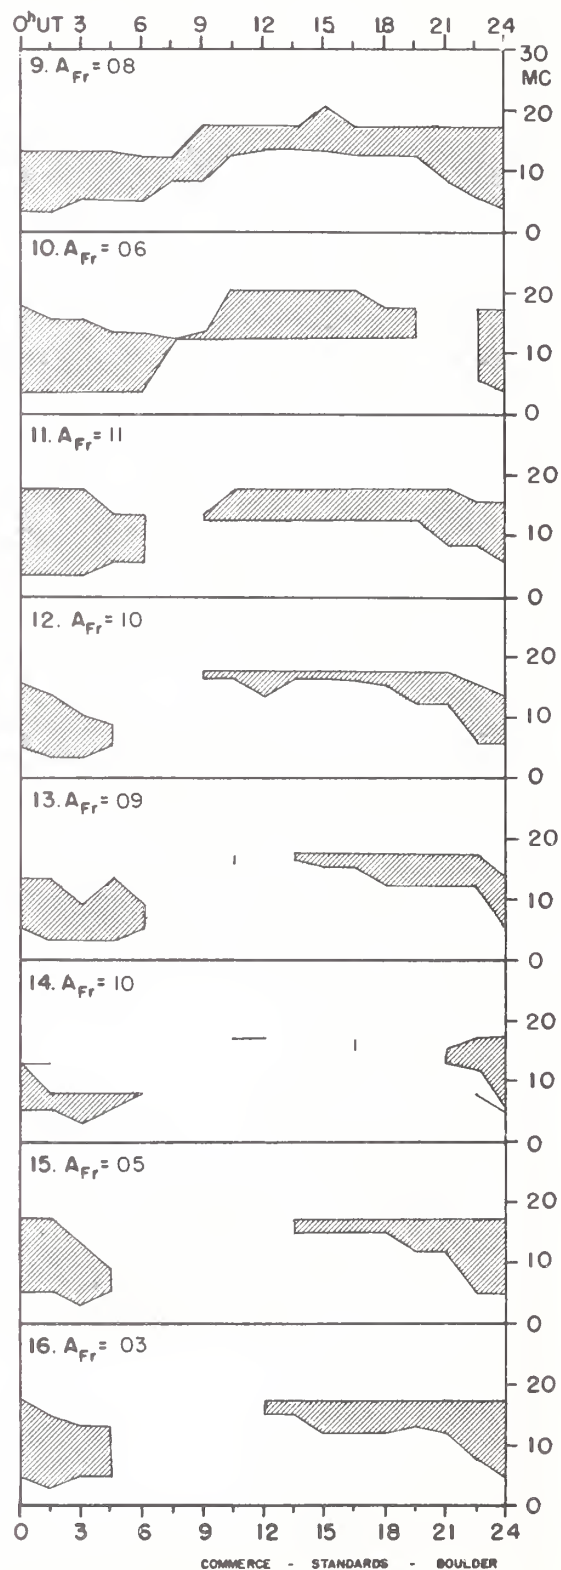 0ʰUT 3 6 9 12 15 18 21 24
30
MC
9. A_Fr = 08
20
10
0
10. A_Fr = 06
20
10
0
11. A_Fr = 11
20
10
0
12. A_Fr = 10
20
10
0
13. A_Fr = 09
20
10
0
14. A_Fr = 10
20
10
0
15. A_Fr = 05
20
10
0
16. A_Fr = 03
20
10
0
0 3 6 9 12 15 18 21 24
COMMERCE - STANDARDS - BOULDER